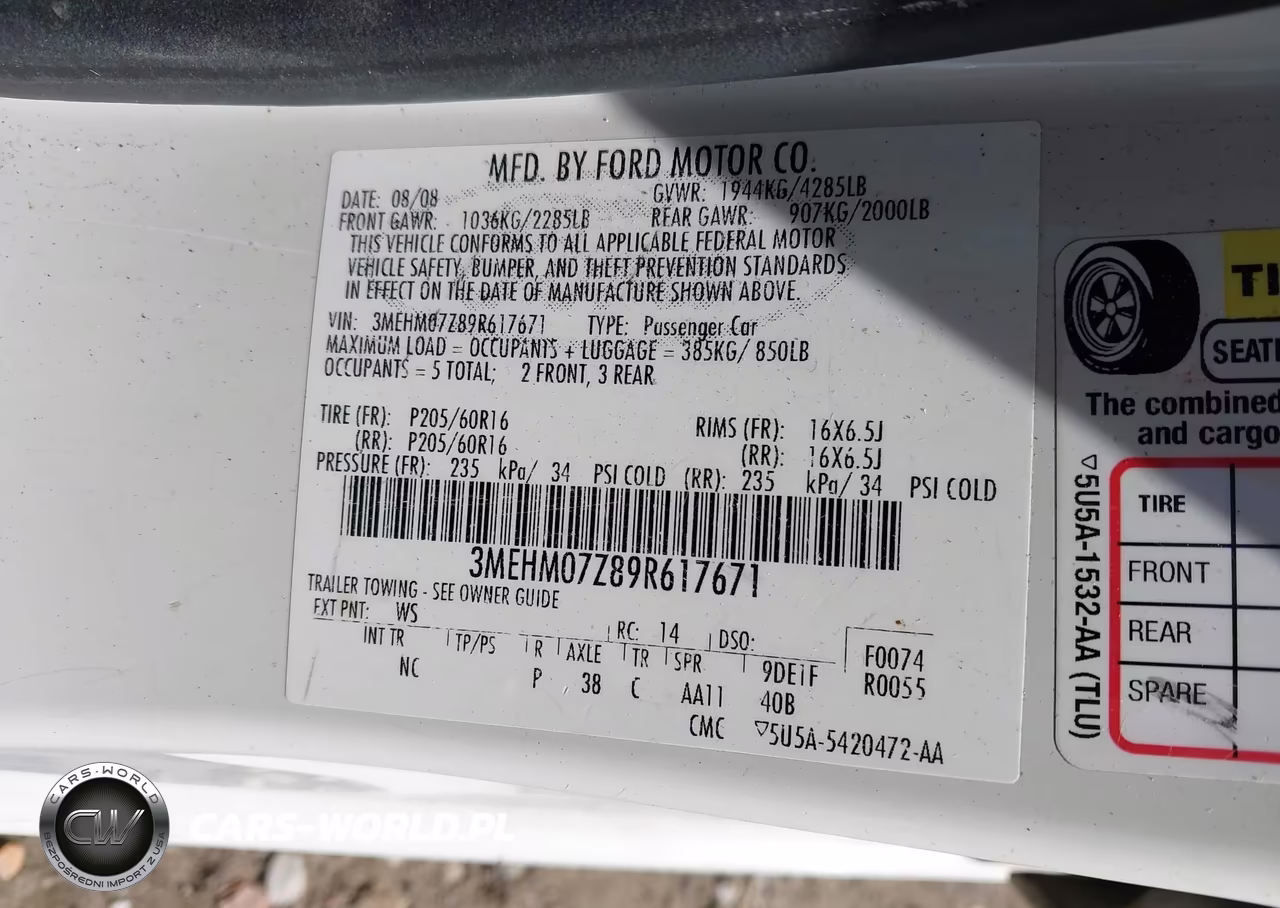 MFD. BY FORD MOTOR CO.
DATE: 08/08 GVWR: 1944KG/4285LB
FRONT GAWR: 1036KG/2285LB REAR GAWR: 907KG/2000LB
THIS VEHICLE CONFORMS TO ALL APPLICABLE FEDERAL MOTOR
VEHICLE SAFETY, BUMPER, AND THEFT PREVENTION STANDARDS
IN EFFECT ON THE DATE OF MANUFACTURE SHOWN ABOVE.
VIN: 3MEHM07Z89R617671 TYPE: Passenger Car
MAXIMUM LOAD = OCCUPANTS + LUGGAGE = 385KG/ 850LB
OCCUPANTS = 5 TOTAL; 2 FRONT, 3 REAR
TIRE (FR): P205/60R16 RIMS (FR): 16X6.5J
(RR): P205/60R16 (RR): 16X6.5J
PRESSURE (FR): 235 kPa/ 34 PSI COLD (RR): 235 kPa/ 34 PSI COLD
3MEHM07Z89R617671
TRAILER TOWING - SEE OWNER GUIDE
EXT PNT: WS RC: 14 DSO:
INT TR TP/PS R AXLE TR SPR 9DE1F F0074
NC P 38 C AA11 40B R0055
CMC ▽5U5A-5420472-AA
TI
SEATI
The combined
and cargo
TIRE
FRONT
REAR
SPARE
▽5U5A-1532-AA (TLU)
CARS-WORLD
CW
BEZPOŚREDNI IMPORT Z USA
CARS-WORLD.PL